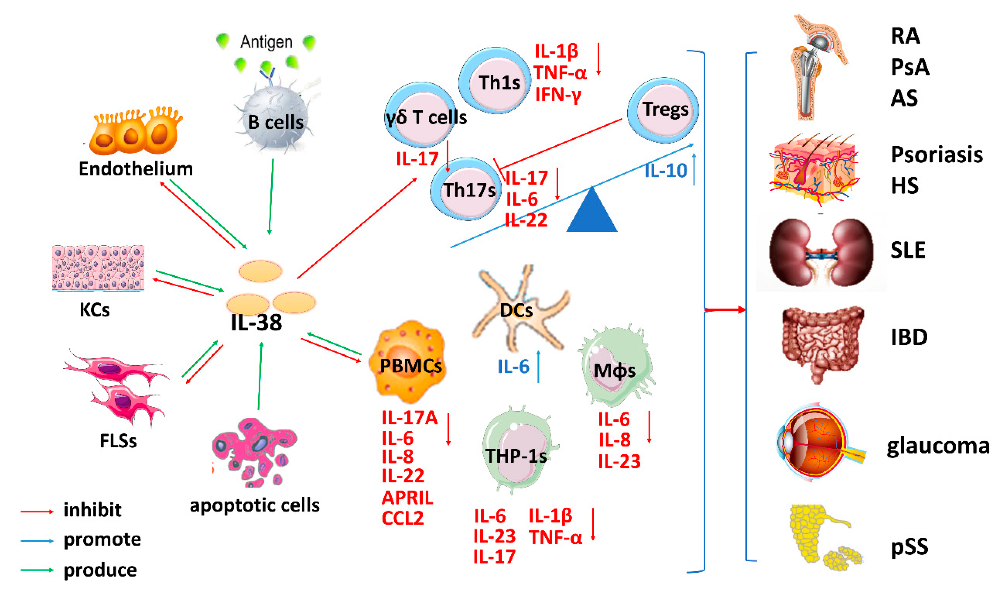 Antigen
B cells
Endothelium
KCs
IL-38
FLSs
apoptotic cells
inhibit
promote
produce
Th1s
IL-1β
TNF-α
IFN-γ
γδ T cells
IL-17
Th17s
IL-17
IL-6
IL-22
Tregs
IL-10
PBMCs
IL-17A
IL-6
IL-8
IL-22
APRIL
CCL2
DCs
IL-6
Mφs
IL-6
IL-8
IL-23
THP-1s
IL-6
IL-23
IL-17
IL-1β
TNF-α
RA
PsA
AS
Psoriasis
HS
SLE
IBD
glaucoma
pSS